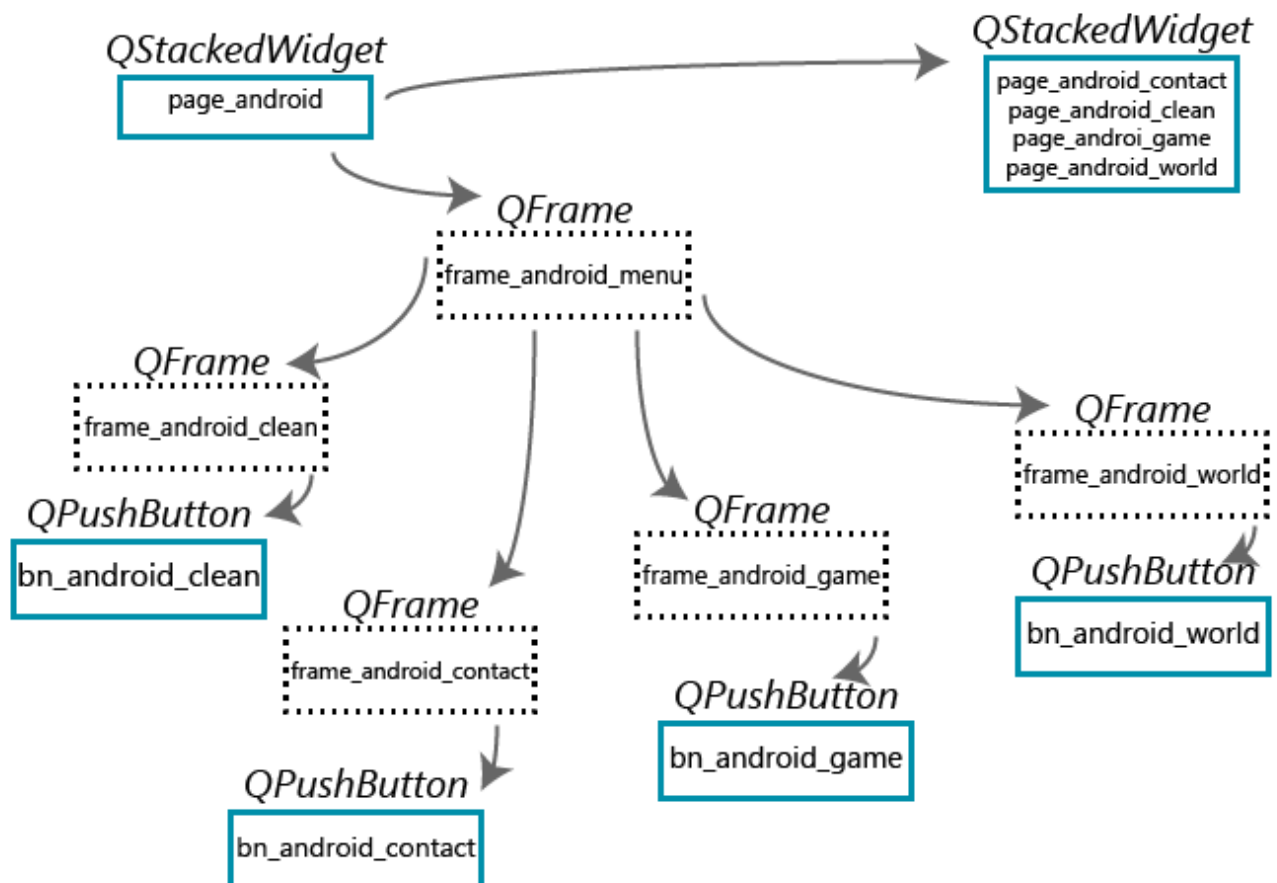 QStackedWidget
page_android
QStackedWidget
page_android_contact
page_android_clean
page_androi_game
page_android_world
QFrame
frame_android_menu
QFrame
frame_android_clean
QPushButton
bn_android_clean
QFrame
frame_android_contact
QPushButton
bn_android_contact
QFrame
frame_android_game
QPushButton
bn_android_game
QFrame
frame_android_world
QPushButton
bn_android_world